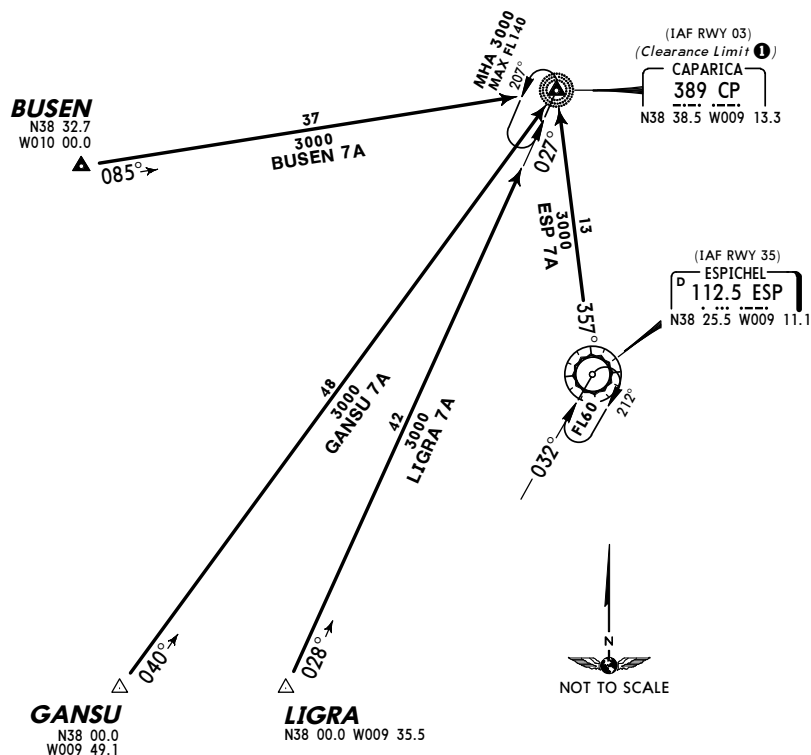 (IAF RWY 03)
(Clearance Limit 1)
CAPARICA
389 CP
N38 38.5 W009 13.3
MHA 3000
MAX FL140
207°
BUSEN
N38 32.7
W010 00.0
085°
37
3000
BUSEN 7A
027°
13
3000
ESP 7A
357°
(IAF RWY 35)
ESPICHEL
D 112.5 ESP
N38 25.5 W009 11.1
FL60
212°
032°
48
3000
GANSU 7A
42
3000
LIGRA 7A
040°
028°
GANSU
N38 00.0
W009 49.1
LIGRA
N38 00.0 W009 35.5
N
NOT TO SCALE